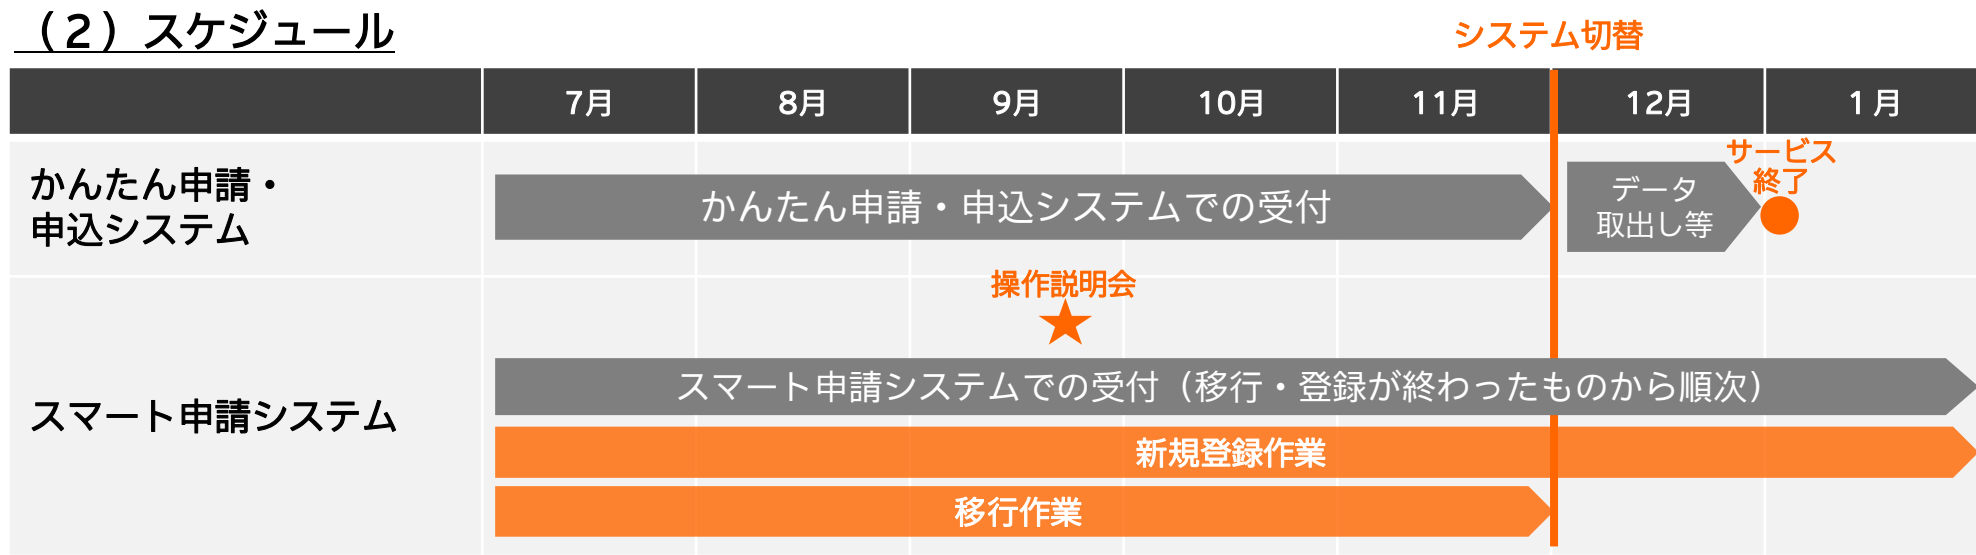 （２）スケジュール
システム切替
7月 8月 9月 10月 11月 12月 1月
かんたん申請・
申込システム
かんたん申請・申込システムでの受付
データ
取出し等
サービス
終了
操作説明会
スマート申請システム
スマート申請システムでの受付（移行・登録が終わったものから順次）
新規登録作業
移行作業